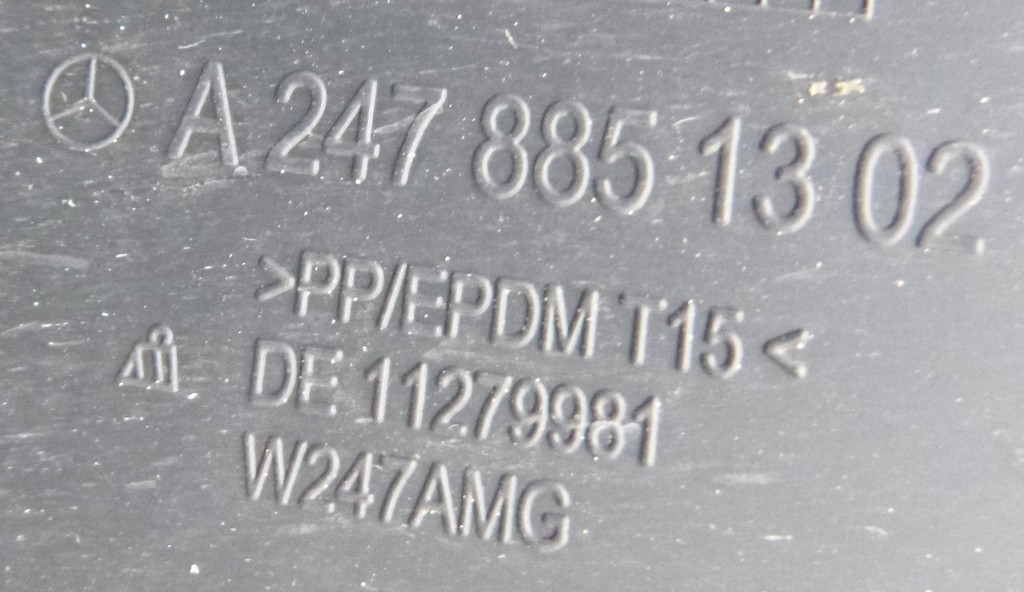 A 247 885 13 02
>PP/EPDM T15<
DE 11279981
W247AMG